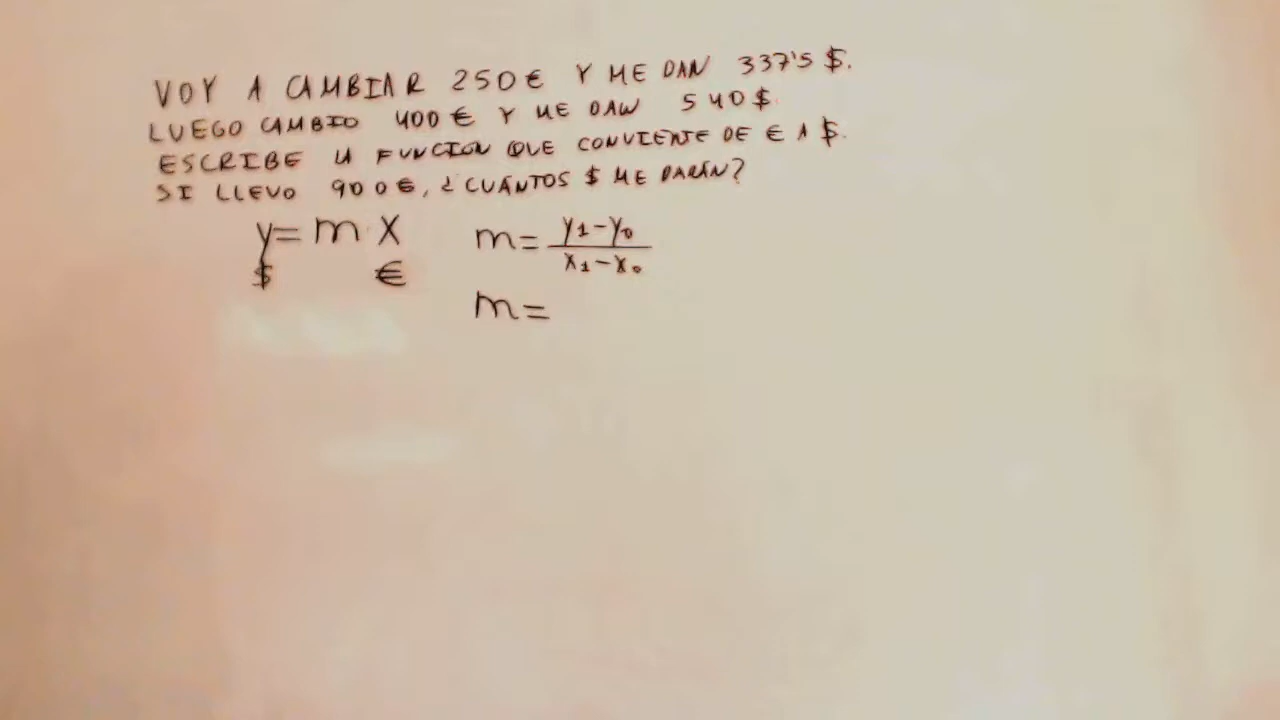 VOY A CAMBIAR 250€ Y ME DAN 337'5 $.
LUEGO CAMBIO 400€ Y ME DAN 540$
ESCRIBE LA FUNCION QUE CONVIERTE DE € A $.
SI LLEVO 900€, ¿CUÁNTOS $ ME DARÁN?
y = m x m = y₁-y₀ / x₁-x₀
$ €
m =